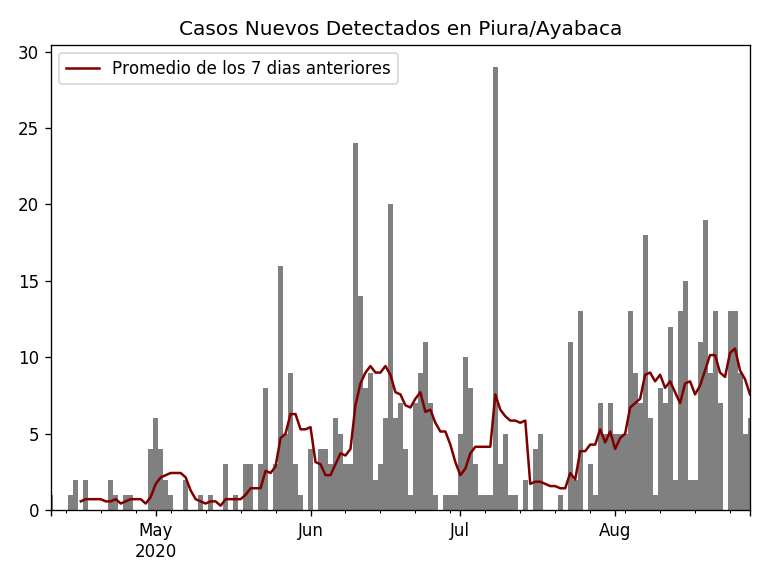 Casos Nuevos Detectados en Piura/Ayabaca
Promedio de los 7 dias anteriores
30
25
20
15
10
5
0
May
2020
Jun
Jul
Aug